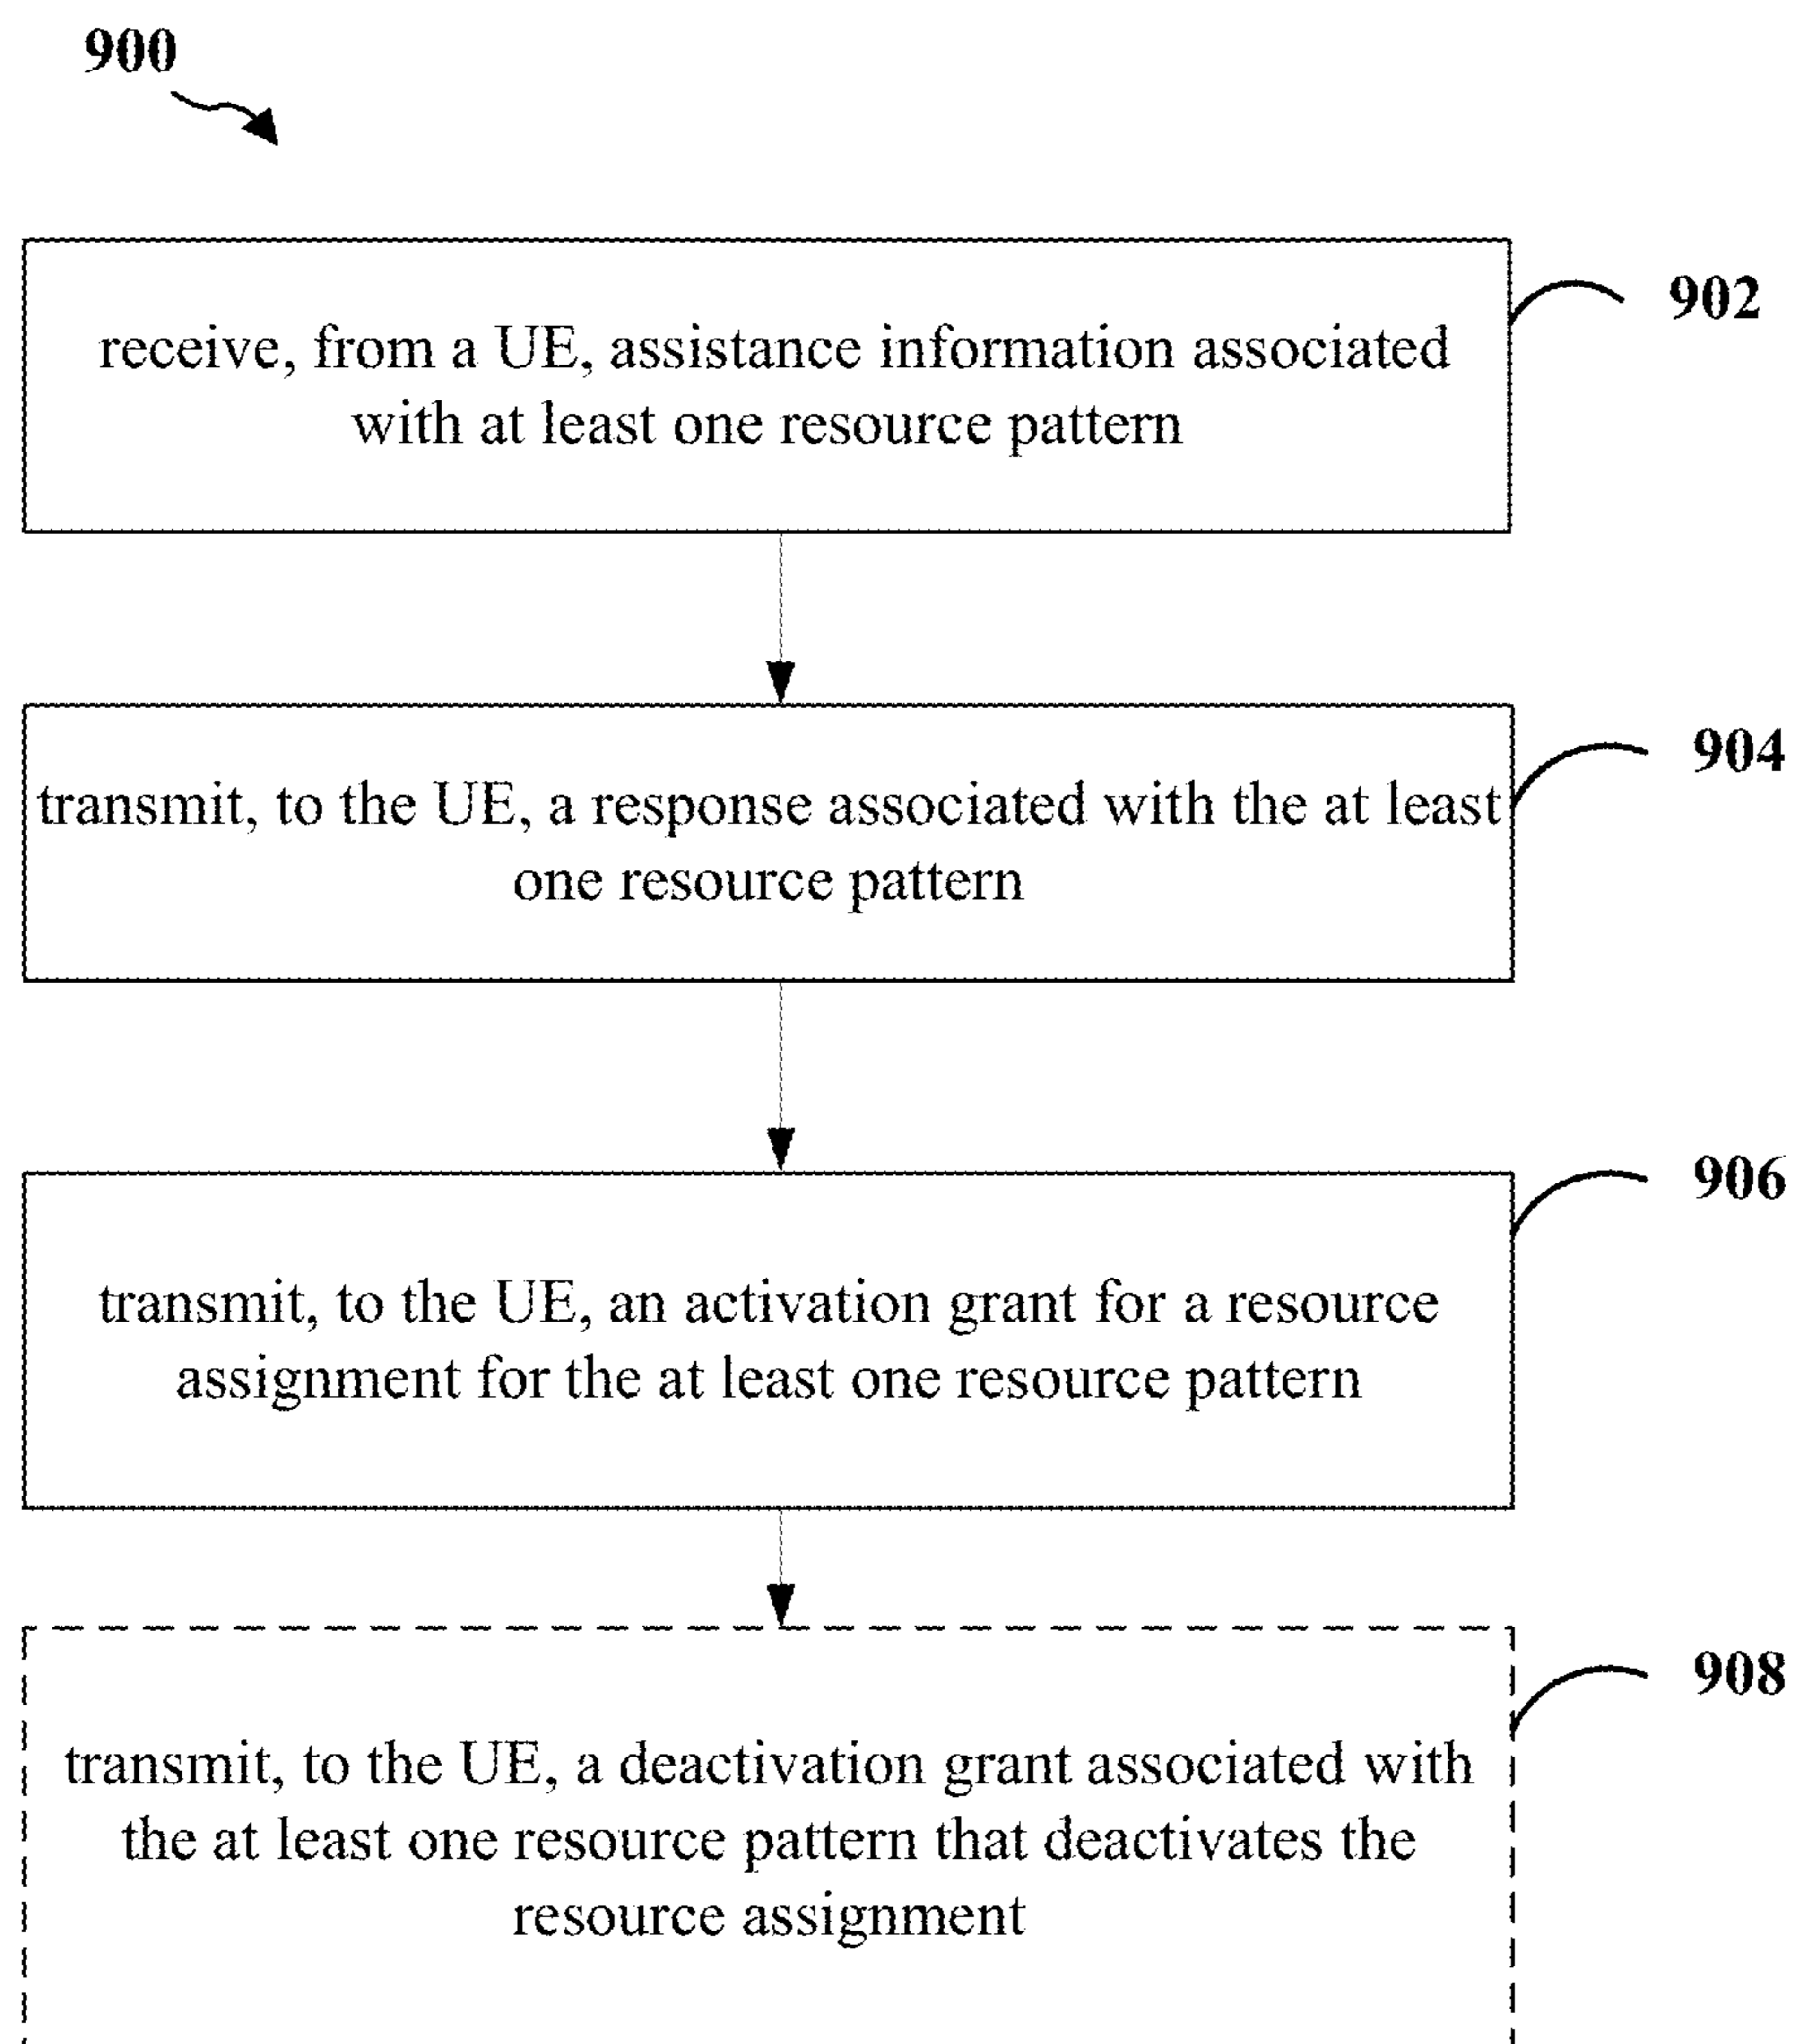 900
receive, from a UE, assistance information associated
with at least one resource pattern
902
transmit, to the UE, a response associated with the at least
one resource pattern
904
transmit, to the UE, an activation grant for a resource
assignment for the at least one resource pattern
906
transmit, to the UE, a deactivation grant associated with
the at least one resource pattern that deactivates the
resource assignment
908